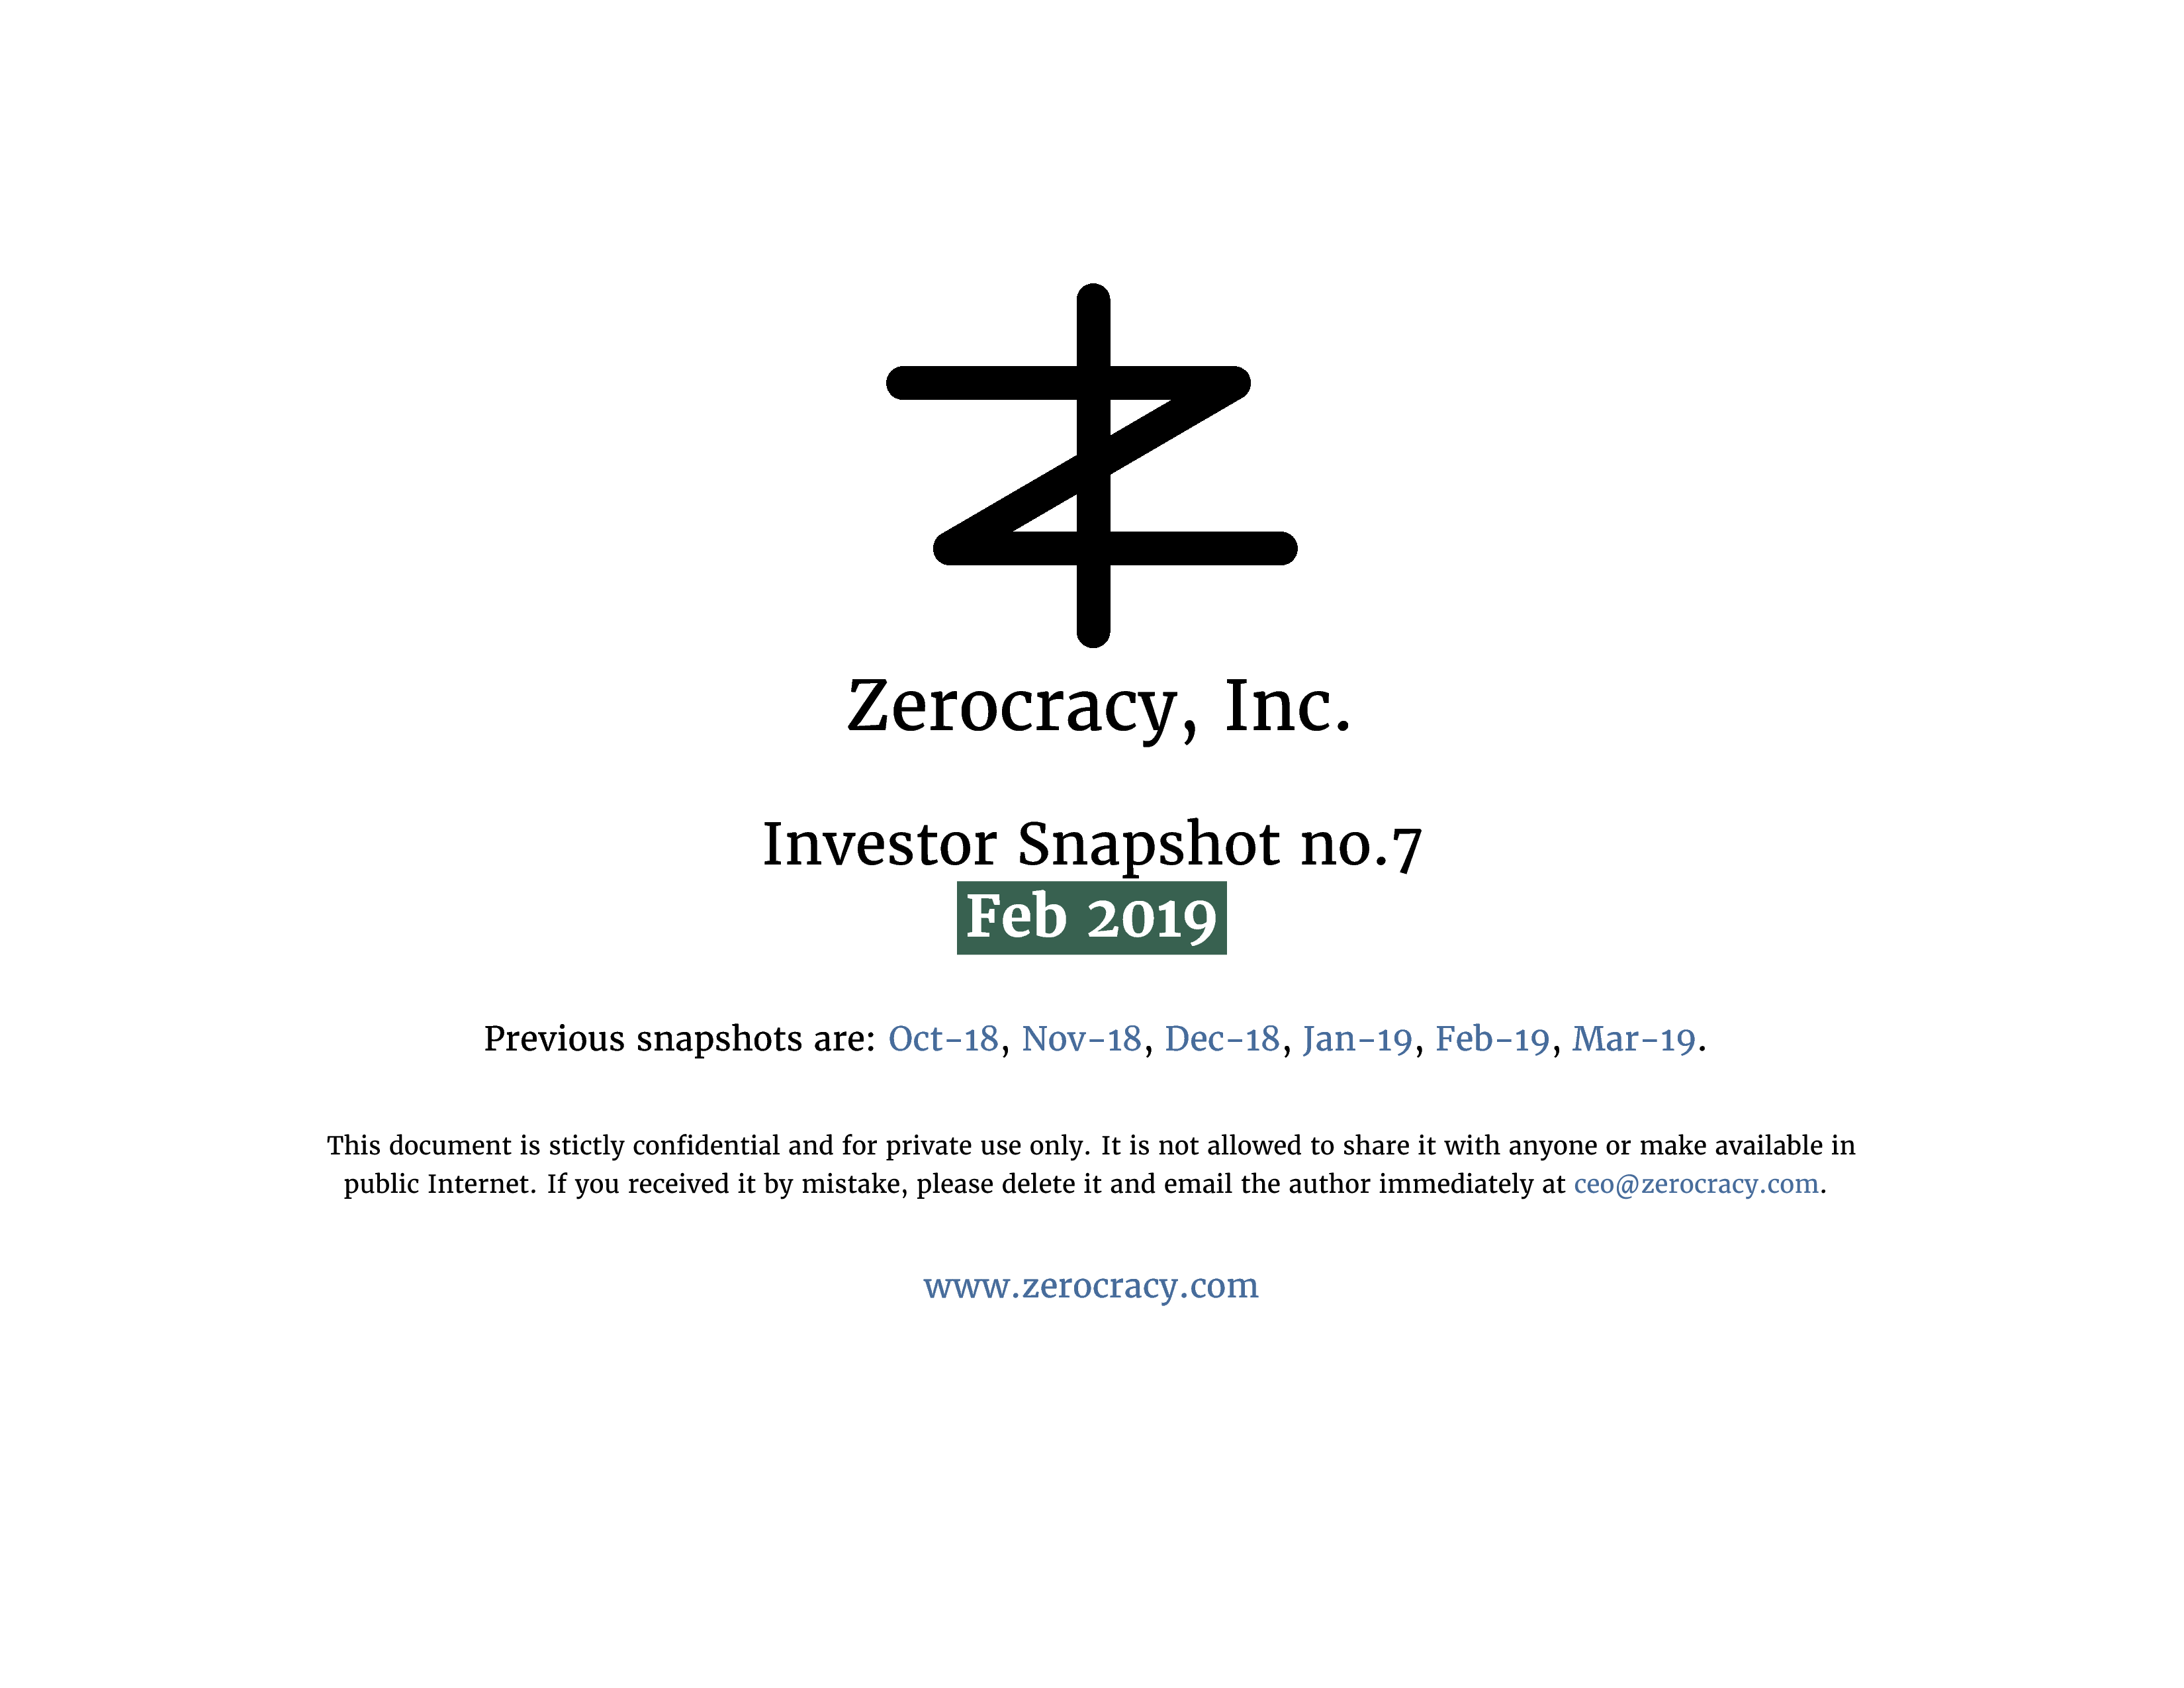 Zerocracy, Inc.
Investor Snapshot no.7
Feb 2019
Previous snapshots are: Oct-18, Nov-18, Dec-18, Jan-19, Feb-19, Mar-19.
This document is stictly confidential and for private use only. It is not allowed to share it with anyone or make available in
public Internet. If you received it by mistake, please delete it and email the author immediately at ceo@zerocracy.com.
www.zerocracy.com